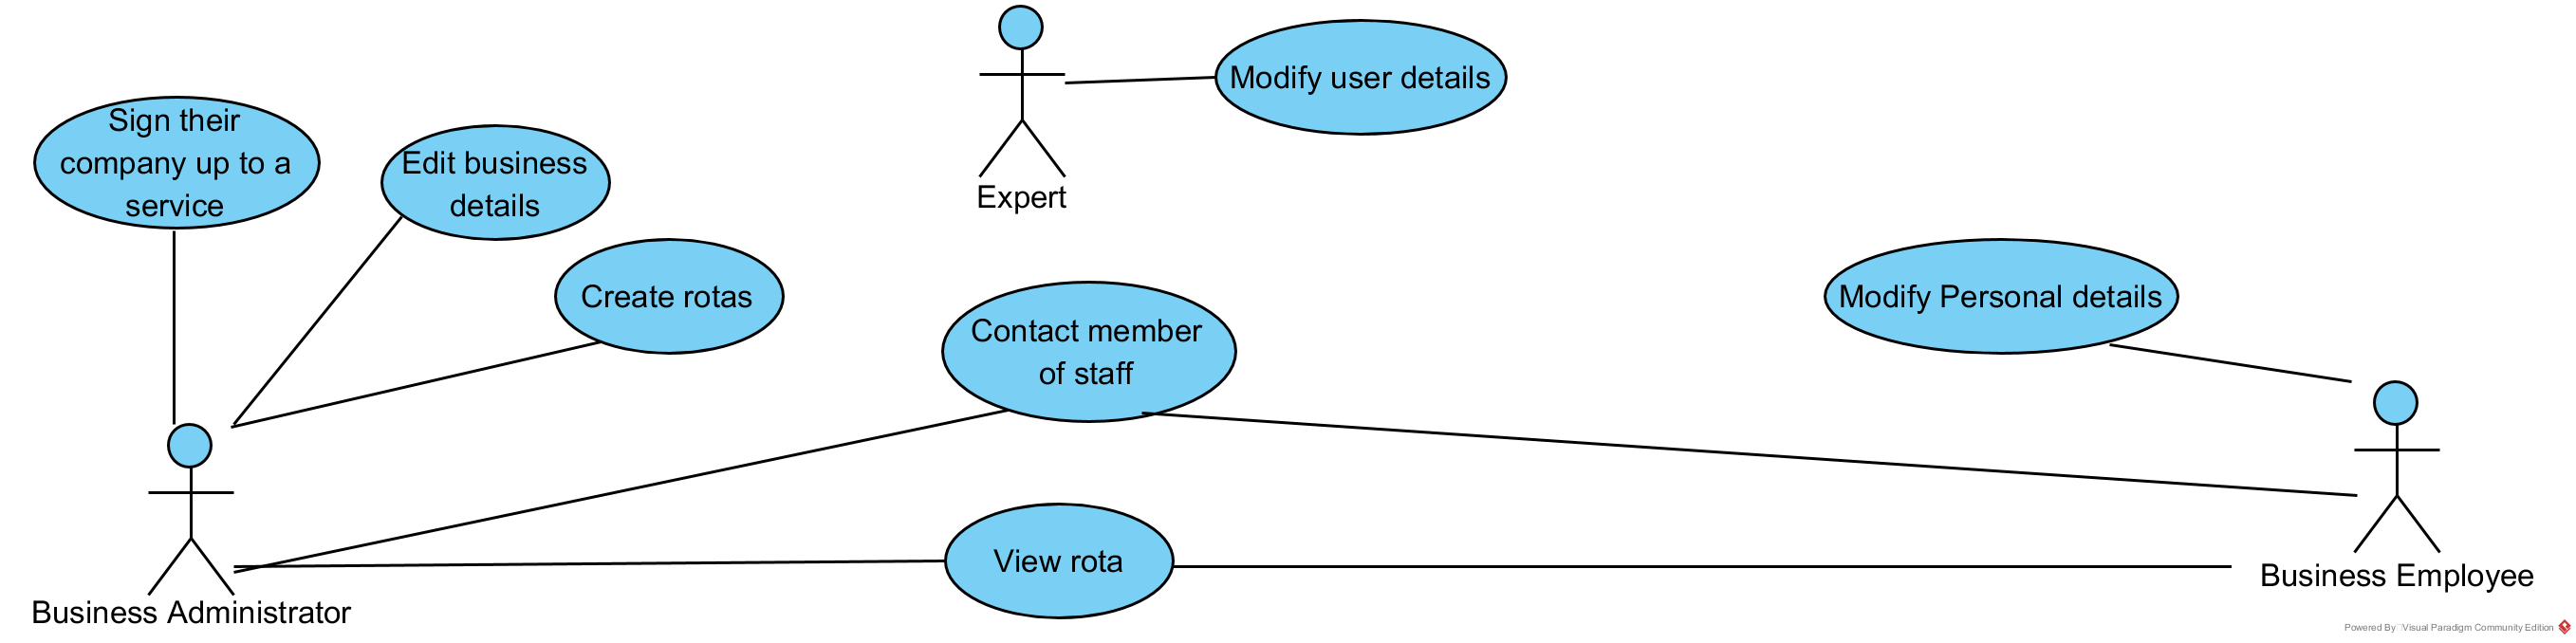 Modify user details
Sign their
company up to a
service
Edit business
details
Expert
Create rotas
Modify Personal details
Contact member
of staff
View rota
Business Employee
Business Administrator
Powered By Visual Paradigm Community Edition